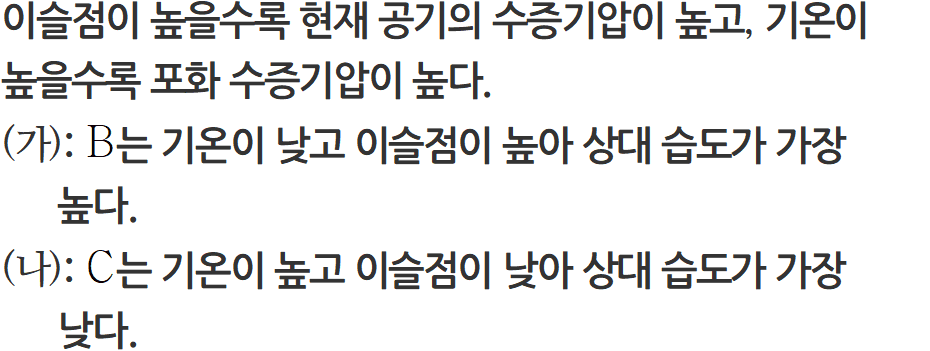 이슬점이 높을수록 현재 공기의 수증기압이 높고, 기온이
높을수록 포화 수증기압이 높다.
(가): B는 기온이 낮고 이슬점이 높아 상대 습도가 가장
높다.
(나): C는 기온이 높고 이슬점이 낮아 상대 습도가 가장
낮다.